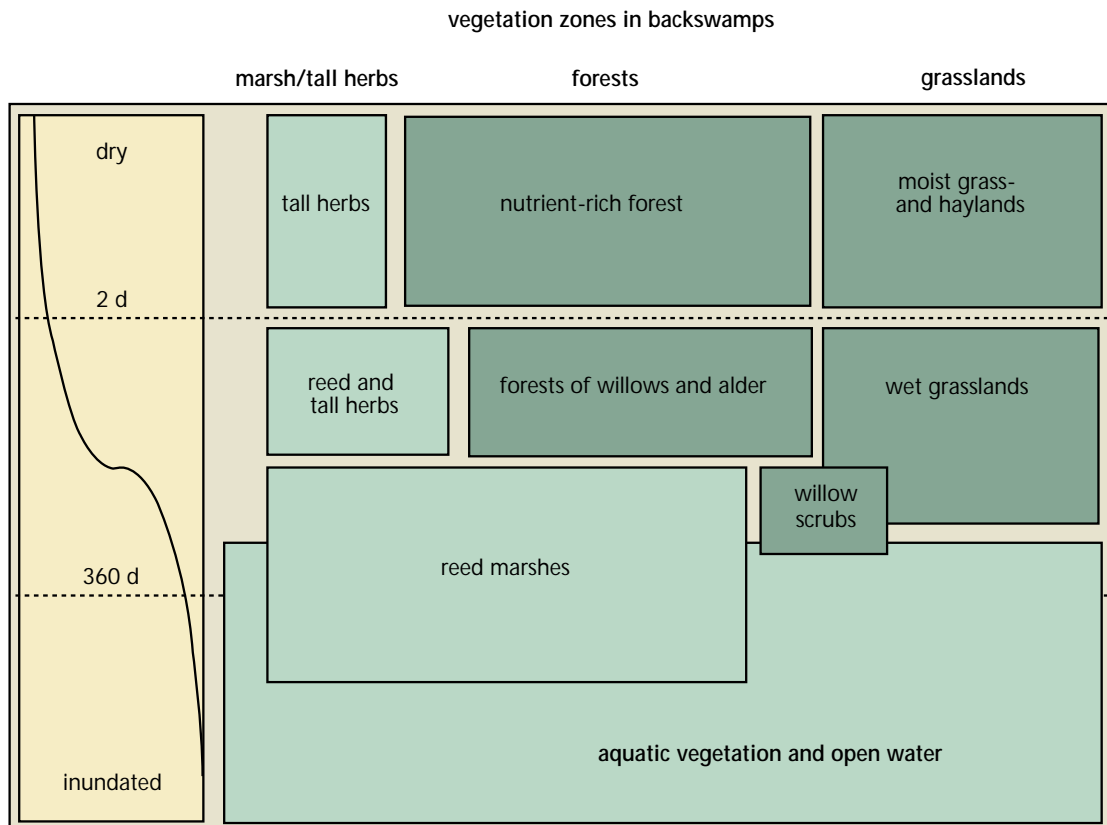 vegetation zones in backswamps
marsh/tall herbs
forests
grasslands
dry
tall herbs
nutrient-rich forest
moist grass-
and haylands
2 d
reed and
tall herbs
forests of willows and alder
wet grasslands
willow
scrubs
reed marshes
360 d
aquatic vegetation and open water
inundated